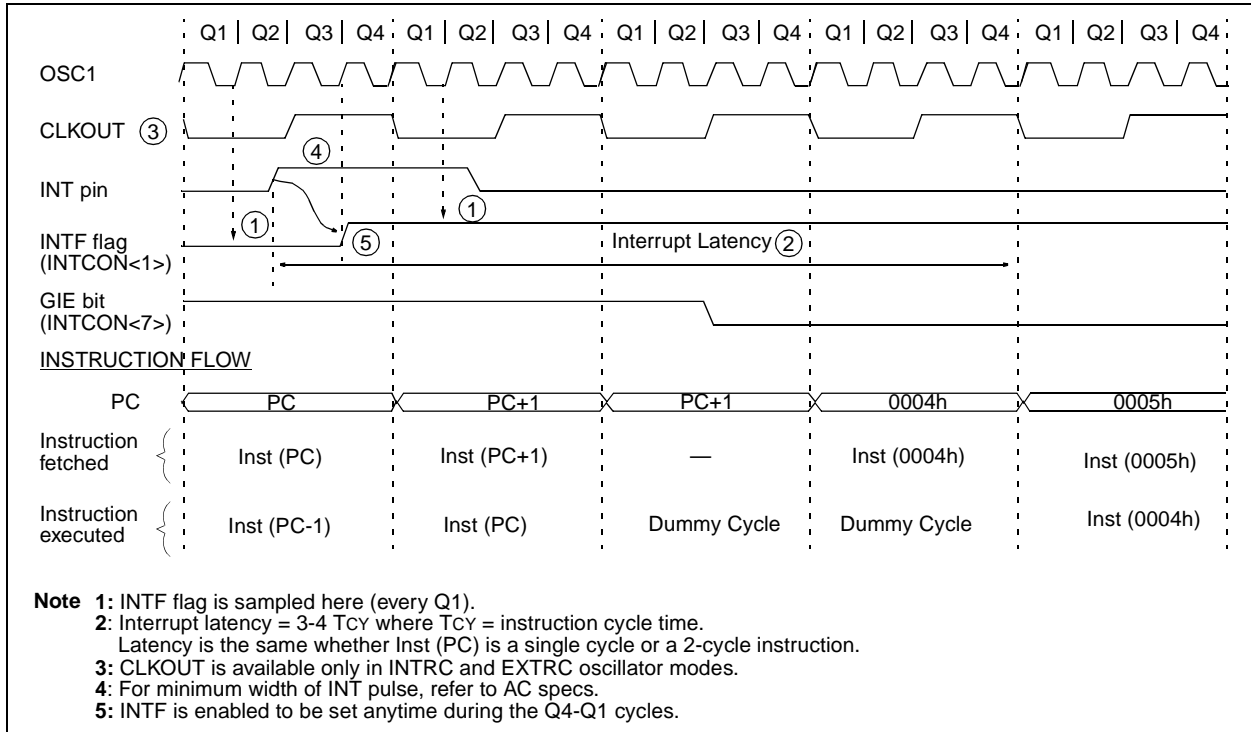 Q1 | Q2 | Q3 | Q4 Q1 | Q2 | Q3 | Q4 Q1 | Q2 | Q3 | Q4 Q1 | Q2 | Q3 | Q4 Q1 | Q2 | Q3 | Q4
OSC1
CLKOUT 3
4
INT pin
1 1
INTF flag
(INTCON<1>)
5 Interrupt Latency 2
GIE bit
(INTCON<7>)
INSTRUCTION FLOW
PC PC PC+1 PC+1 0004h 0005h
Instruction
fetched
Inst (PC) Inst (PC+1) — Inst (0004h) Inst (0005h)
Instruction
executed
Inst (PC-1) Inst (PC) Dummy Cycle Dummy Cycle Inst (0004h)
Note 1: INTF flag is sampled here (every Q1).
2: Interrupt latency = 3-4 TCY where TCY = instruction cycle time.
Latency is the same whether Inst (PC) is a single cycle or a 2-cycle instruction.
3: CLKOUT is available only in INTRC and EXTRC oscillator modes.
4: For minimum width of INT pulse, refer to AC specs.
5: INTF is enabled to be set anytime during the Q4-Q1 cycles.